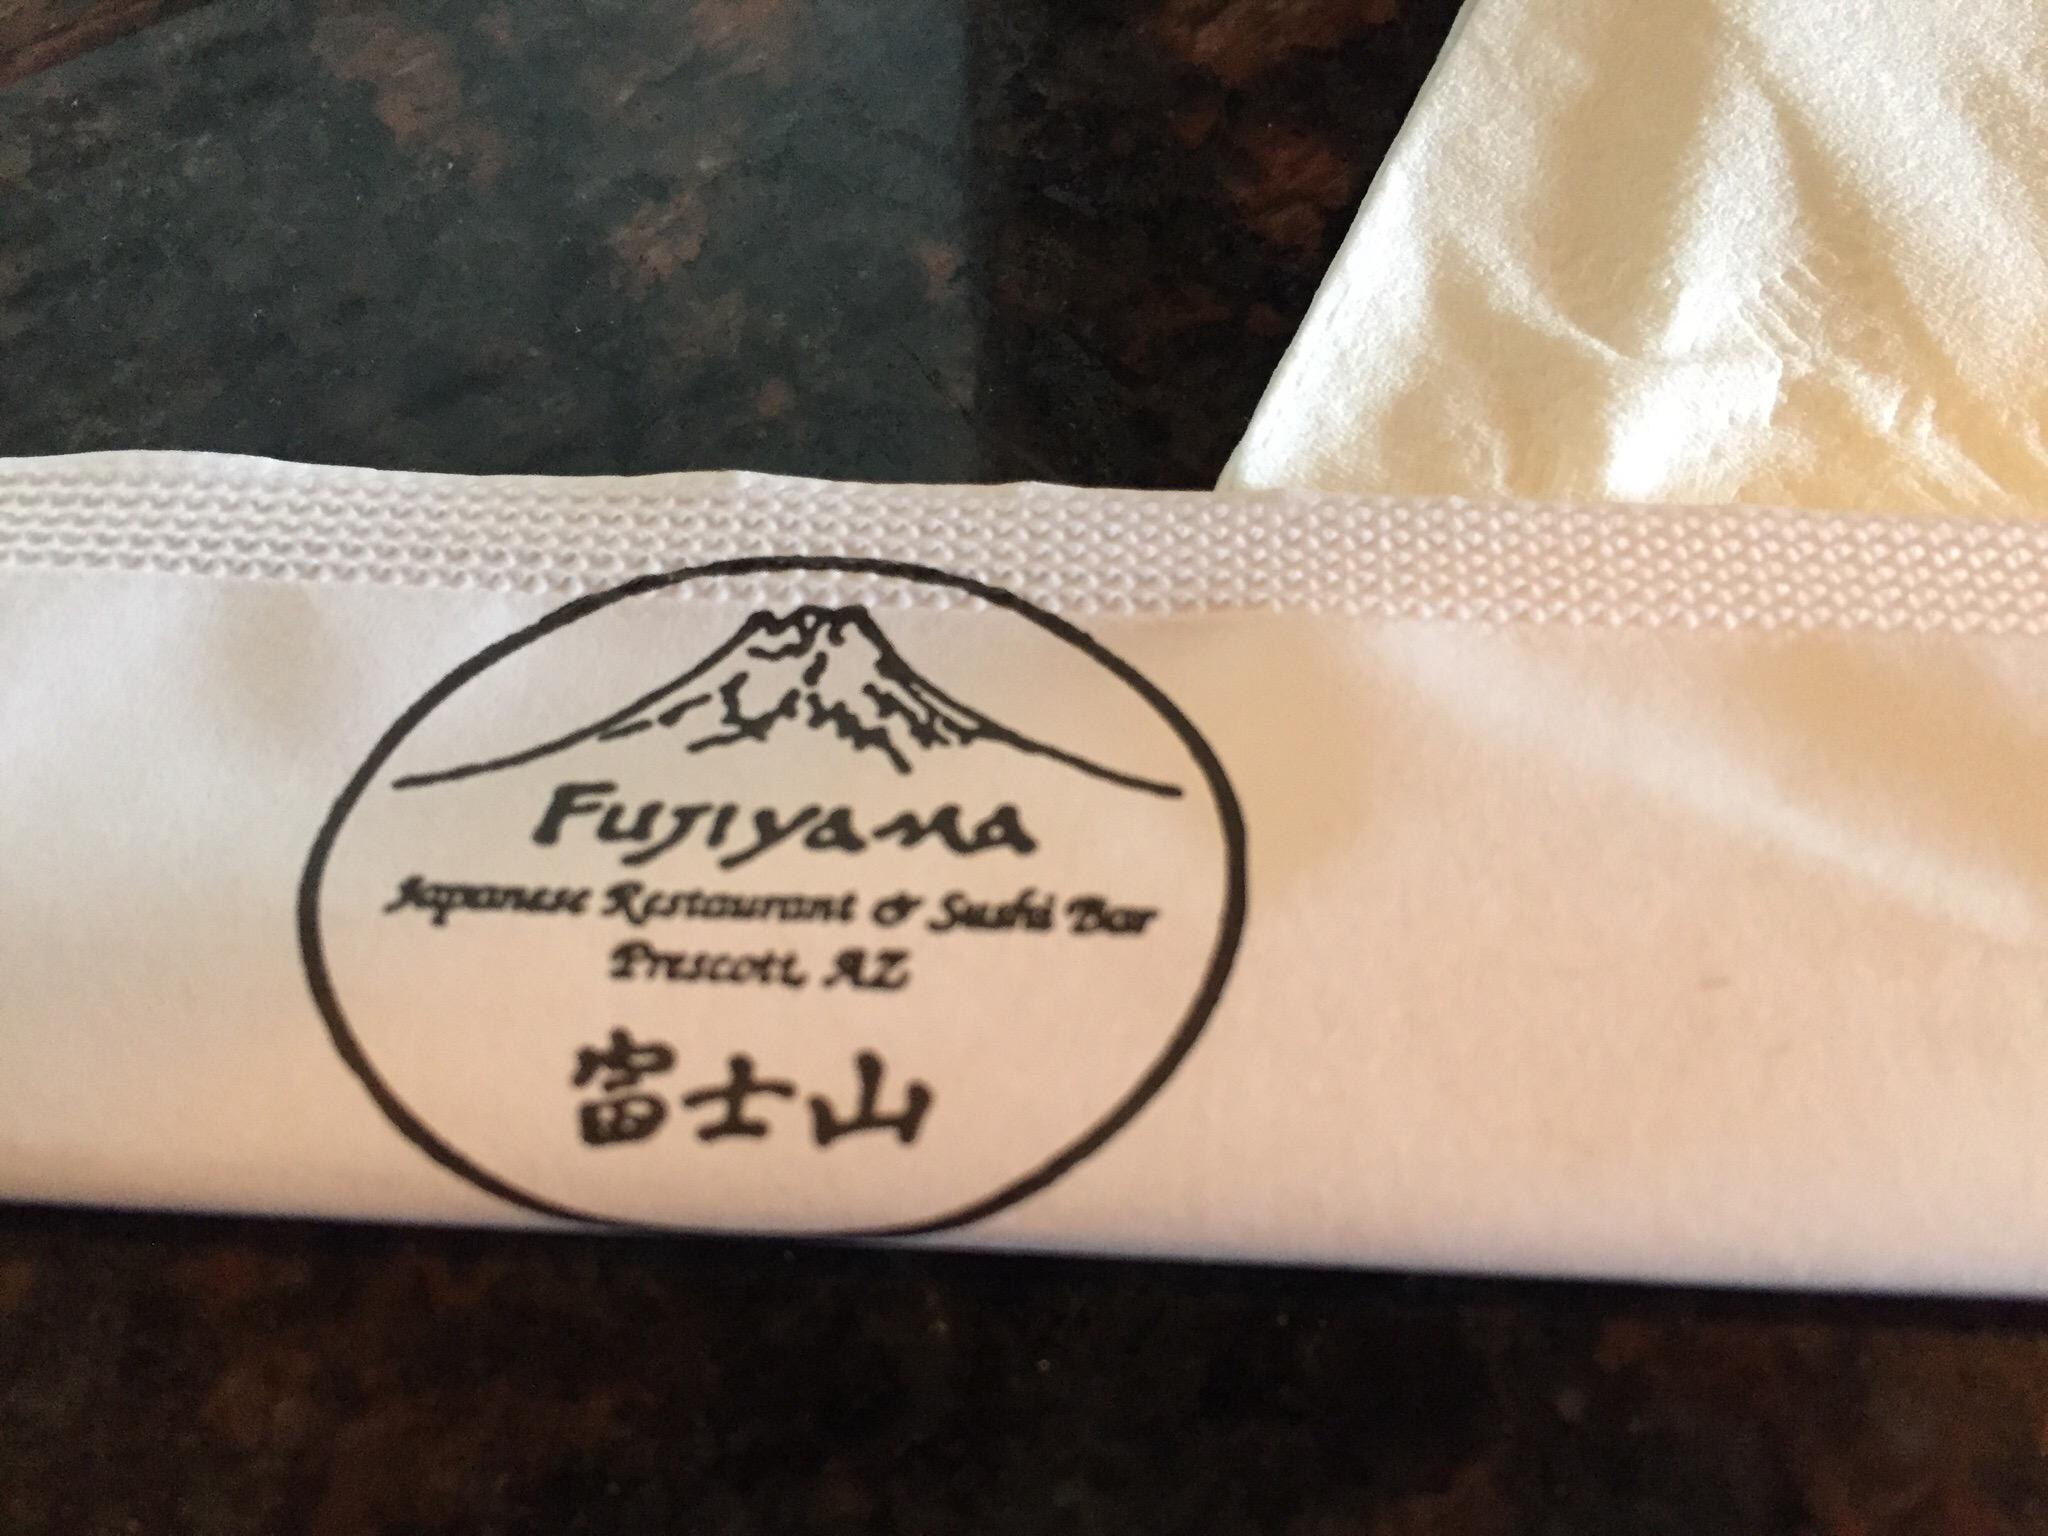 Fujiyama
Japanese Restaurant & Sushi Bar
Prescott, AZ
富士山